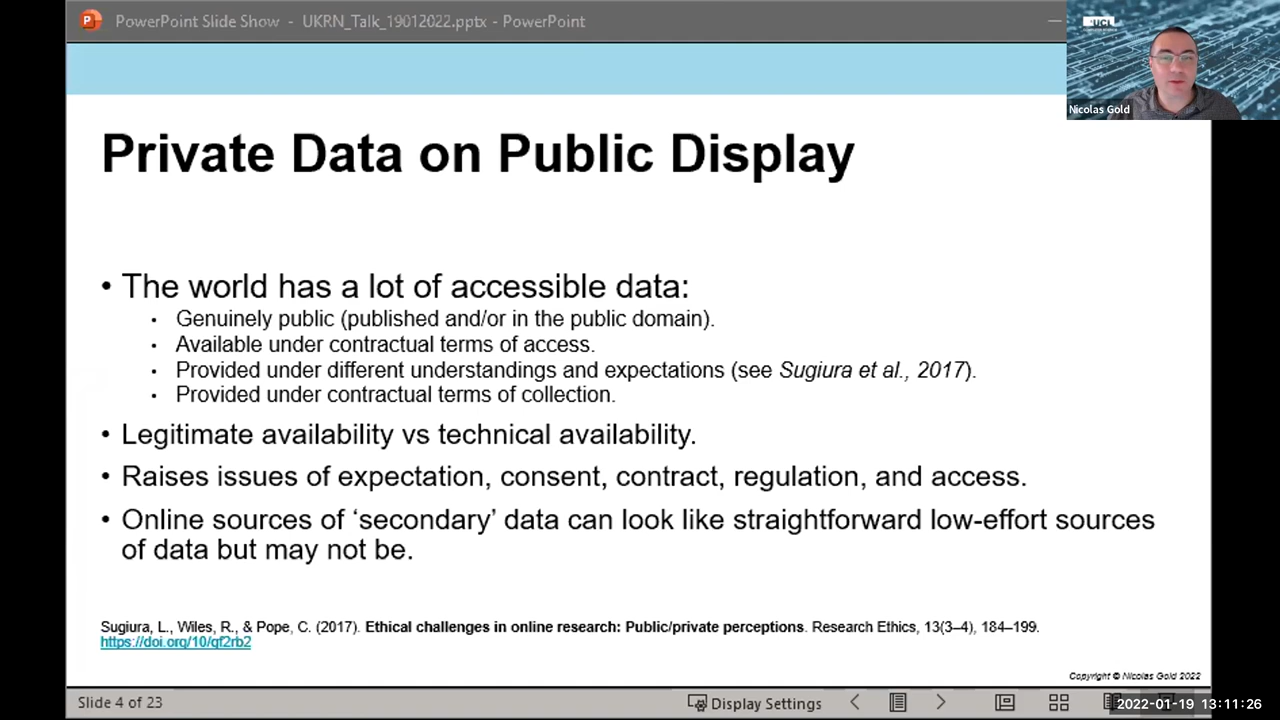 PowerPoint Slide Show - UKRN_Talk_19012022.pptx - PowerPoint
UCL
Nicolas Gold
Private Data on Public Display
• The world has a lot of accessible data:
• Genuinely public (published and/or in the public domain).
• Available under contractual terms of access.
• Provided under different understandings and expectations (see Sugiura et al., 2017).
• Provided under contractual terms of collection.
• Legitimate availability vs technical availability.
• Raises issues of expectation, consent, contract, regulation, and access.
• Online sources of ‘secondary’ data can look like straightforward low-effort sources
of data but may not be.
Sugiura, L., Wiles, R., & Pope, C. (2017). Ethical challenges in online research: Public/private perceptions. Research Ethics, 13(3–4), 184–199.
https://doi.org/10/gf2rb2
Copyright © Nicolas Gold 2022
Slide 4 of 23
Display Settings
2022-01-19 13:11:26